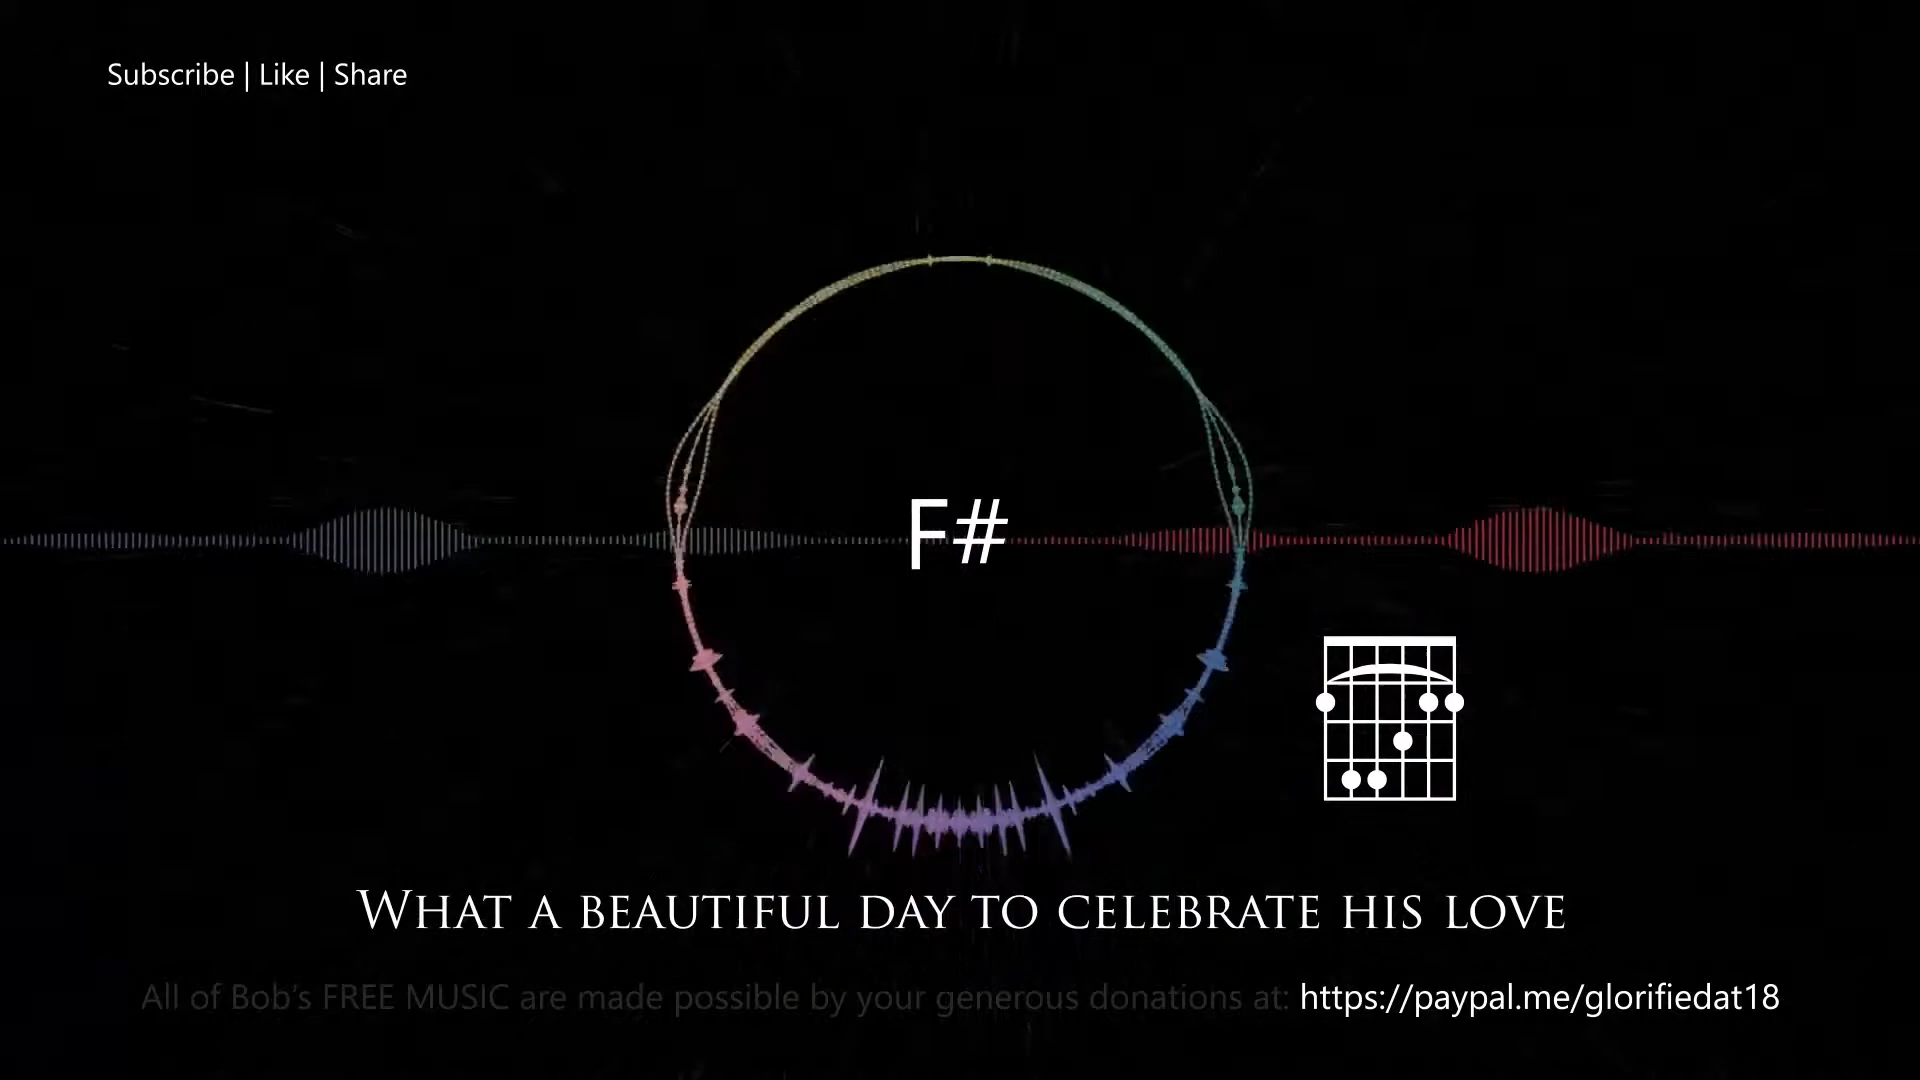 Subscribe | Like | Share
F#
What a beautiful day to celebrate his love
All of Bob’s FREE MUSIC are made possible by your generous donations at: https://paypal.me/glorifiedat18